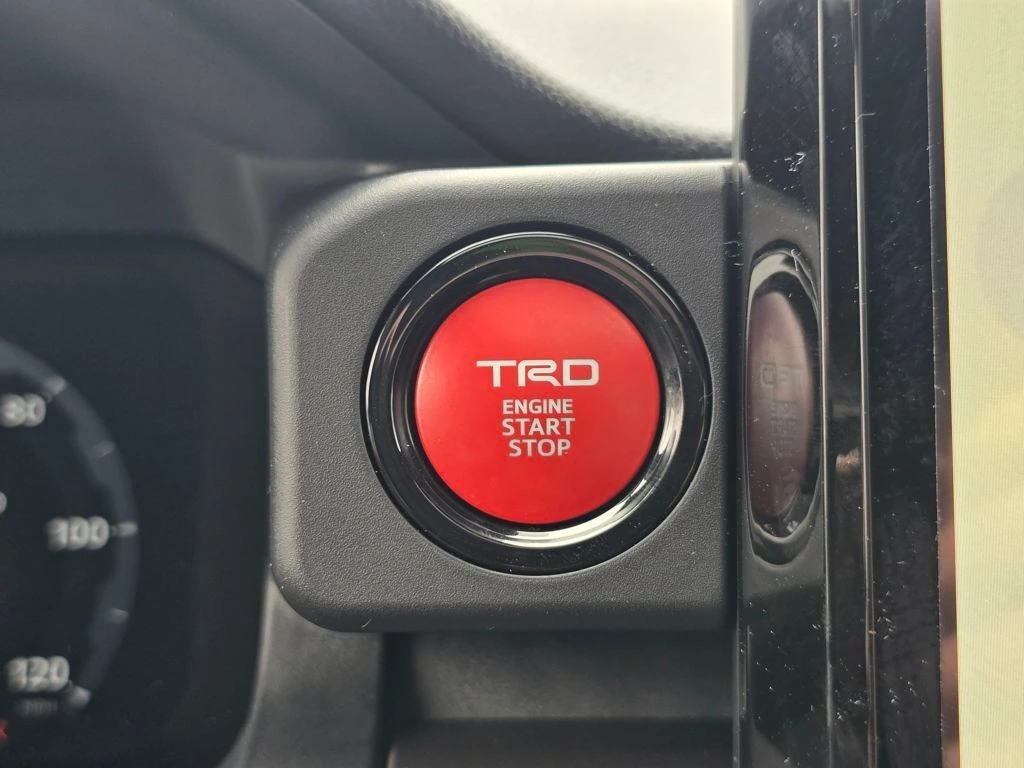 TRD
ENGINE
START
STOP
80
100
120